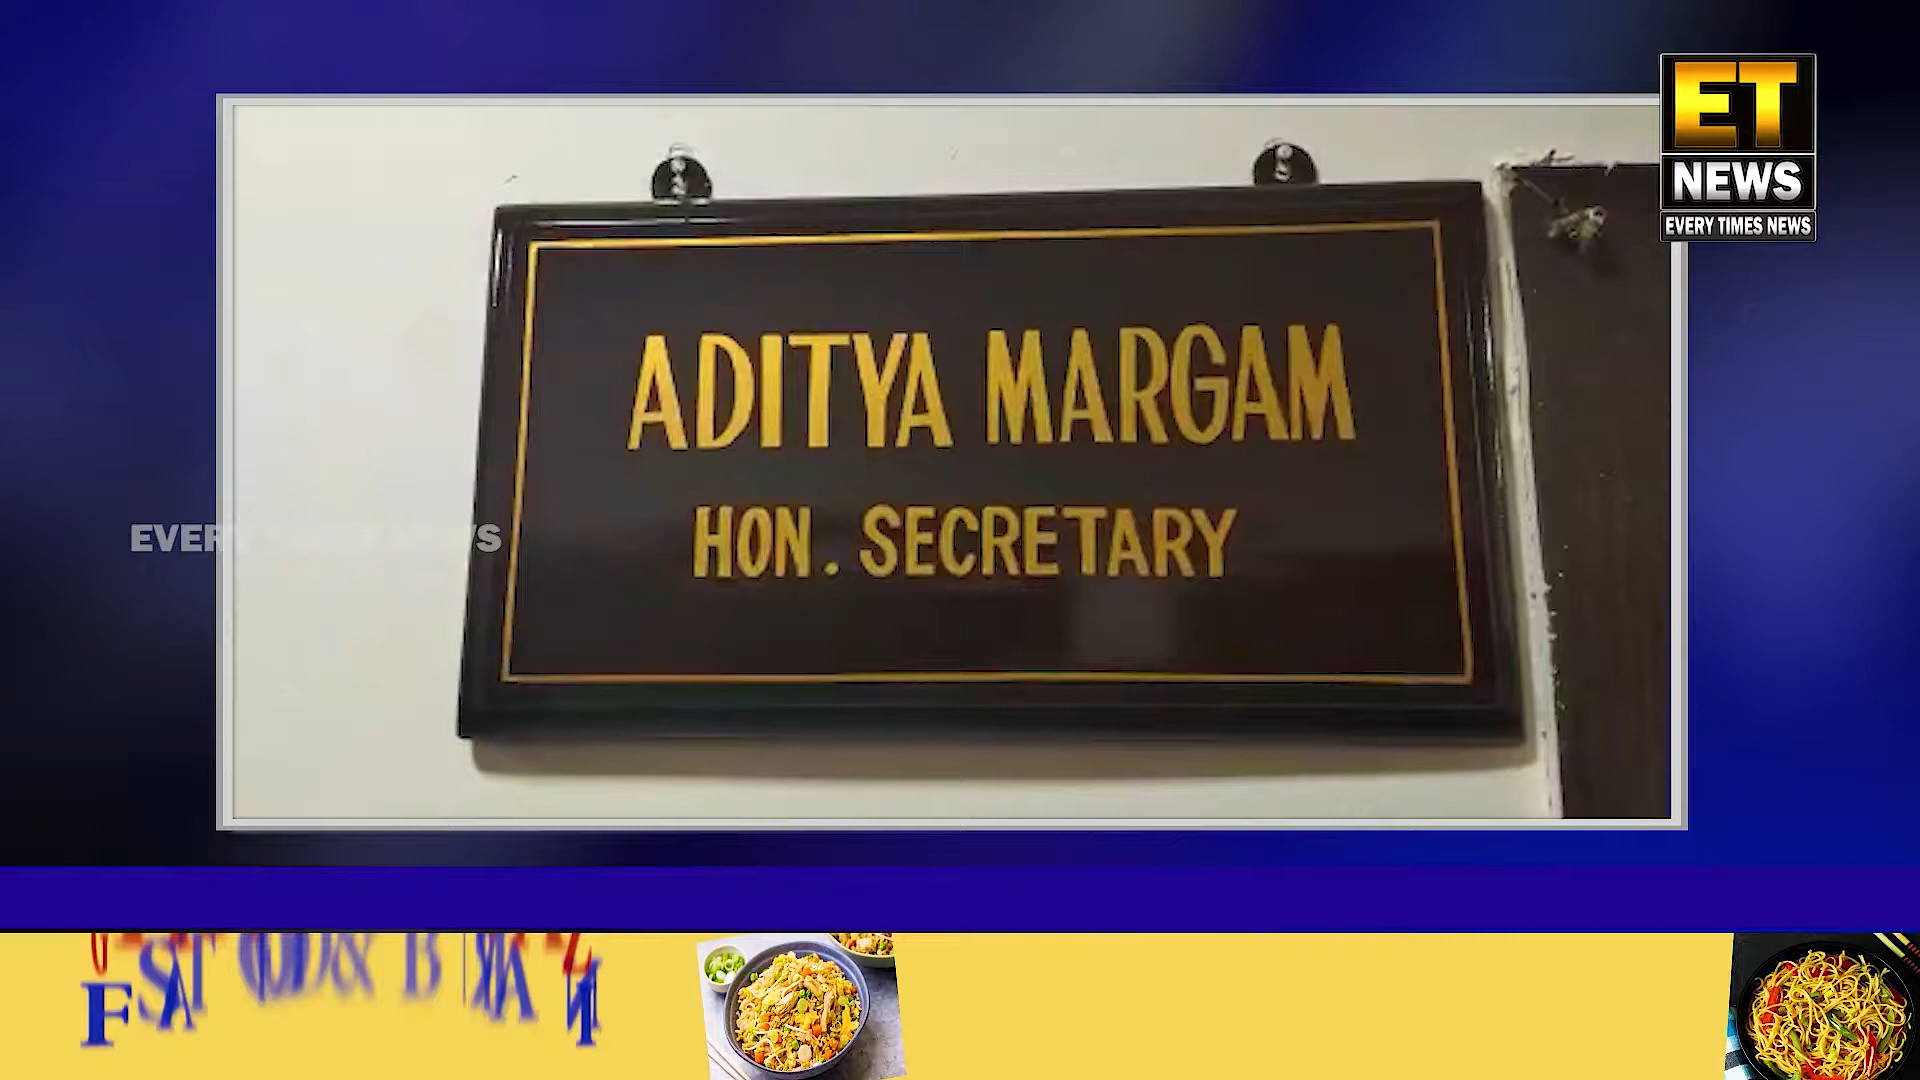 ET
NEWS
EVERY TIMES NEWS
ADITYA MARGAM
HON. SECRETARY